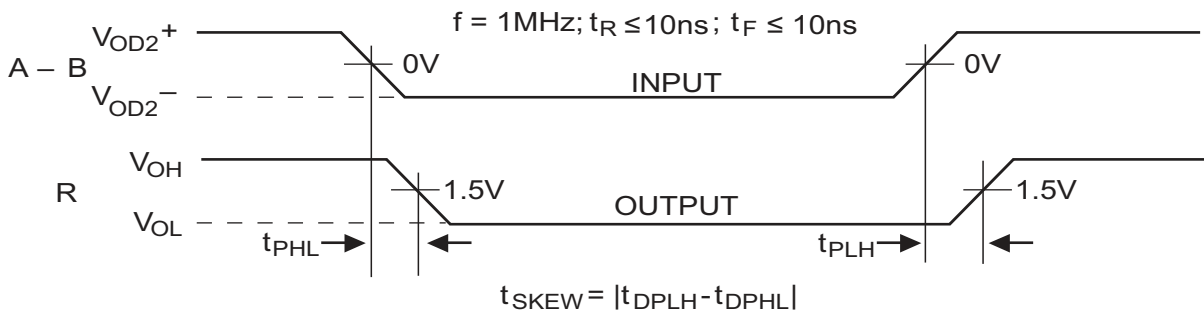 f = 1MHz; tR ≤ 10ns; tF ≤ 10ns
VOD2+
A – B
0V
INPUT
0V
VOD2–
VOH
R
1.5V
OUTPUT
1.5V
VOL
tPHL
tPLH
tSKEW = |tDPLH - tDPHL|